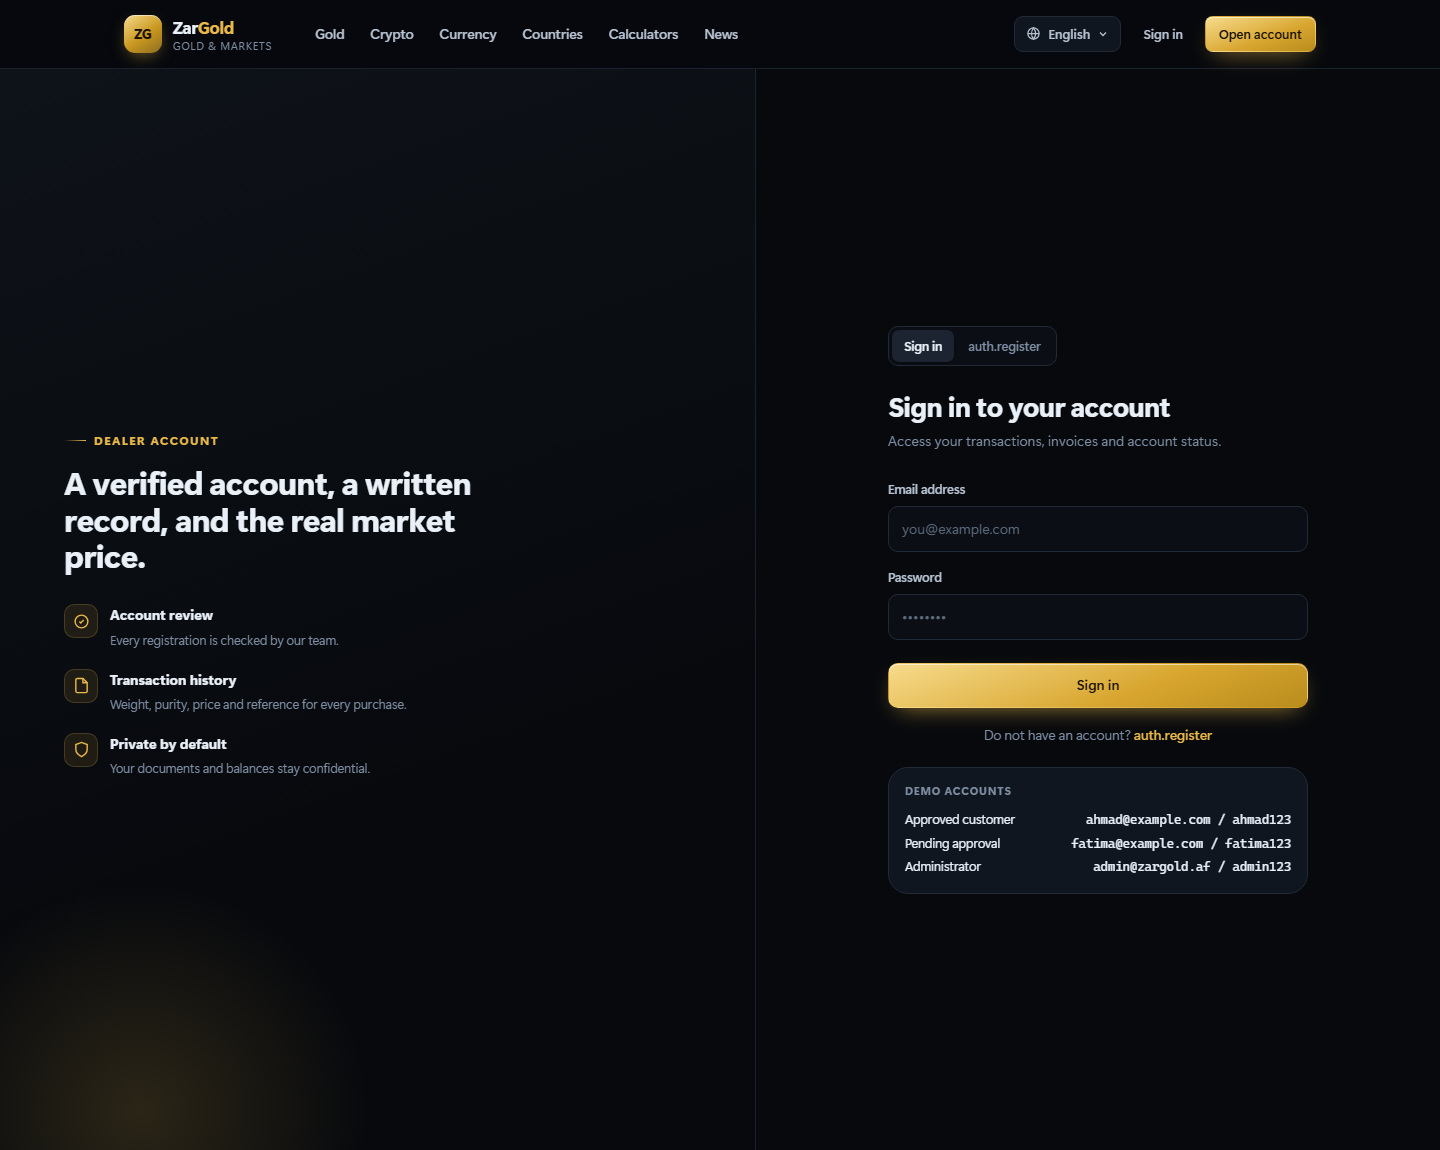 ZG
ZarGold
GOLD & MARKETS
Gold
Crypto
Currency
Countries
Calculators
News
English
Sign in
Open account
DEALER ACCOUNT
A verified account, a written
record, and the real market
price.
Account review
Every registration is checked by our team.
Transaction history
Weight, purity, price and reference for every purchase.
Private by default
Your documents and balances stay confidential.
Sign in
auth.register
Sign in to your account
Access your transactions, invoices and account status.
Email address
you@example.com
Password
••••••••
Sign in
Do not have an account? auth.register
DEMO ACCOUNTS
Approved customer ahmad@example.com / ahmad123
Pending approval fatima@example.com / fatima123
Administrator admin@zargold.af / admin123